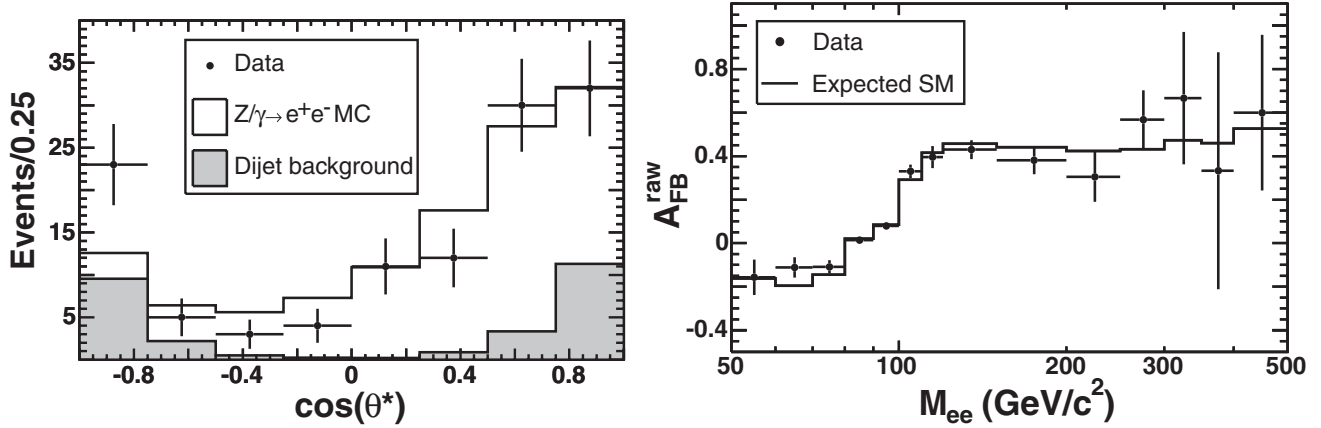 Events/0.25
35
25
15
5
Data
Z/γ→ e⁺e⁻ MC
Dijet background
-0.8 -0.4 0 0.4 0.8
cos(θ*)
A_FB^raw
0.8
0.4
0
-0.4
Data
Expected SM
50 100 200 300 500
M_ee (GeV/c²)